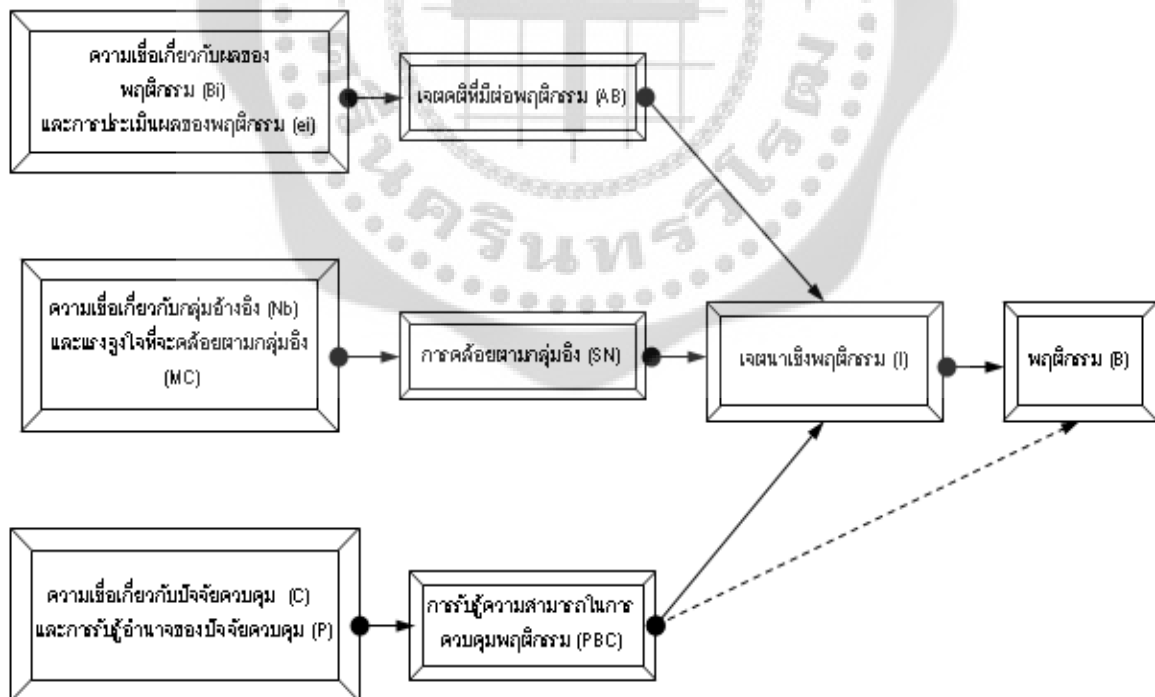 ความเชื่อเกี่ยวกับผลของ
พฤติกรรม (Bi)
และการประเมินผลของพฤติกรรม (ei)
เจตคติที่มีต่อพฤติกรรม (AB)
ความเชื่อเกี่ยวกับกลุ่มอ้างอิง (Nb)
และแรงจูงใจที่จะคล้อยตามกลุ่มอิง
(MC)
การคล้อยตามกลุ่มอิง (SN)
เจตนาเชิงพฤติกรรม (I)
พฤติกรรม (B)
ความเชื่อเกี่ยวกับปัจจัยควบคุม (C)
และการรับรู้อำนาจของปัจจัยควบคุม (P)
การรับรู้ความสามารถในการ
ควบคุมพฤติกรรม (PBC)
นครินทรวิโรฒ